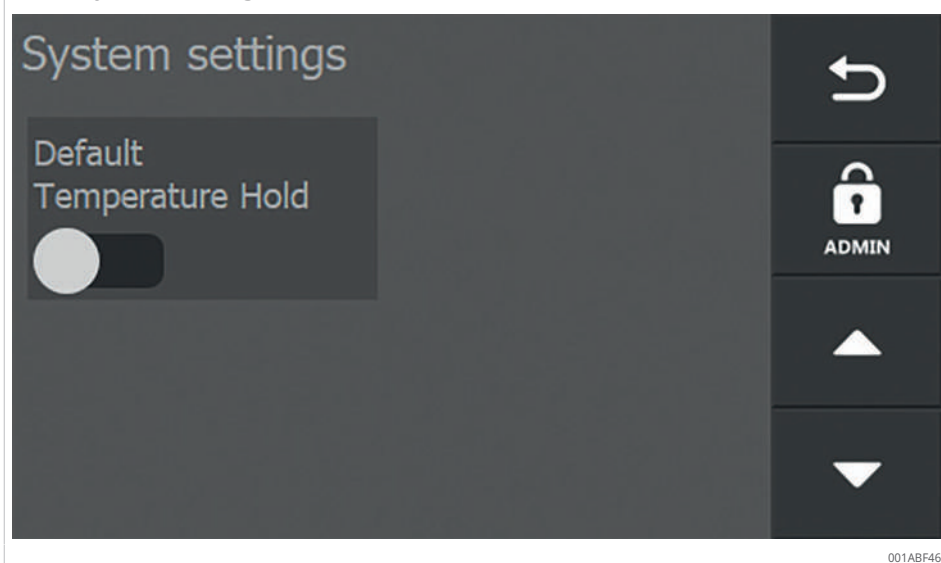 System settings
Default
Temperature Hold
ADMIN
001ABF46